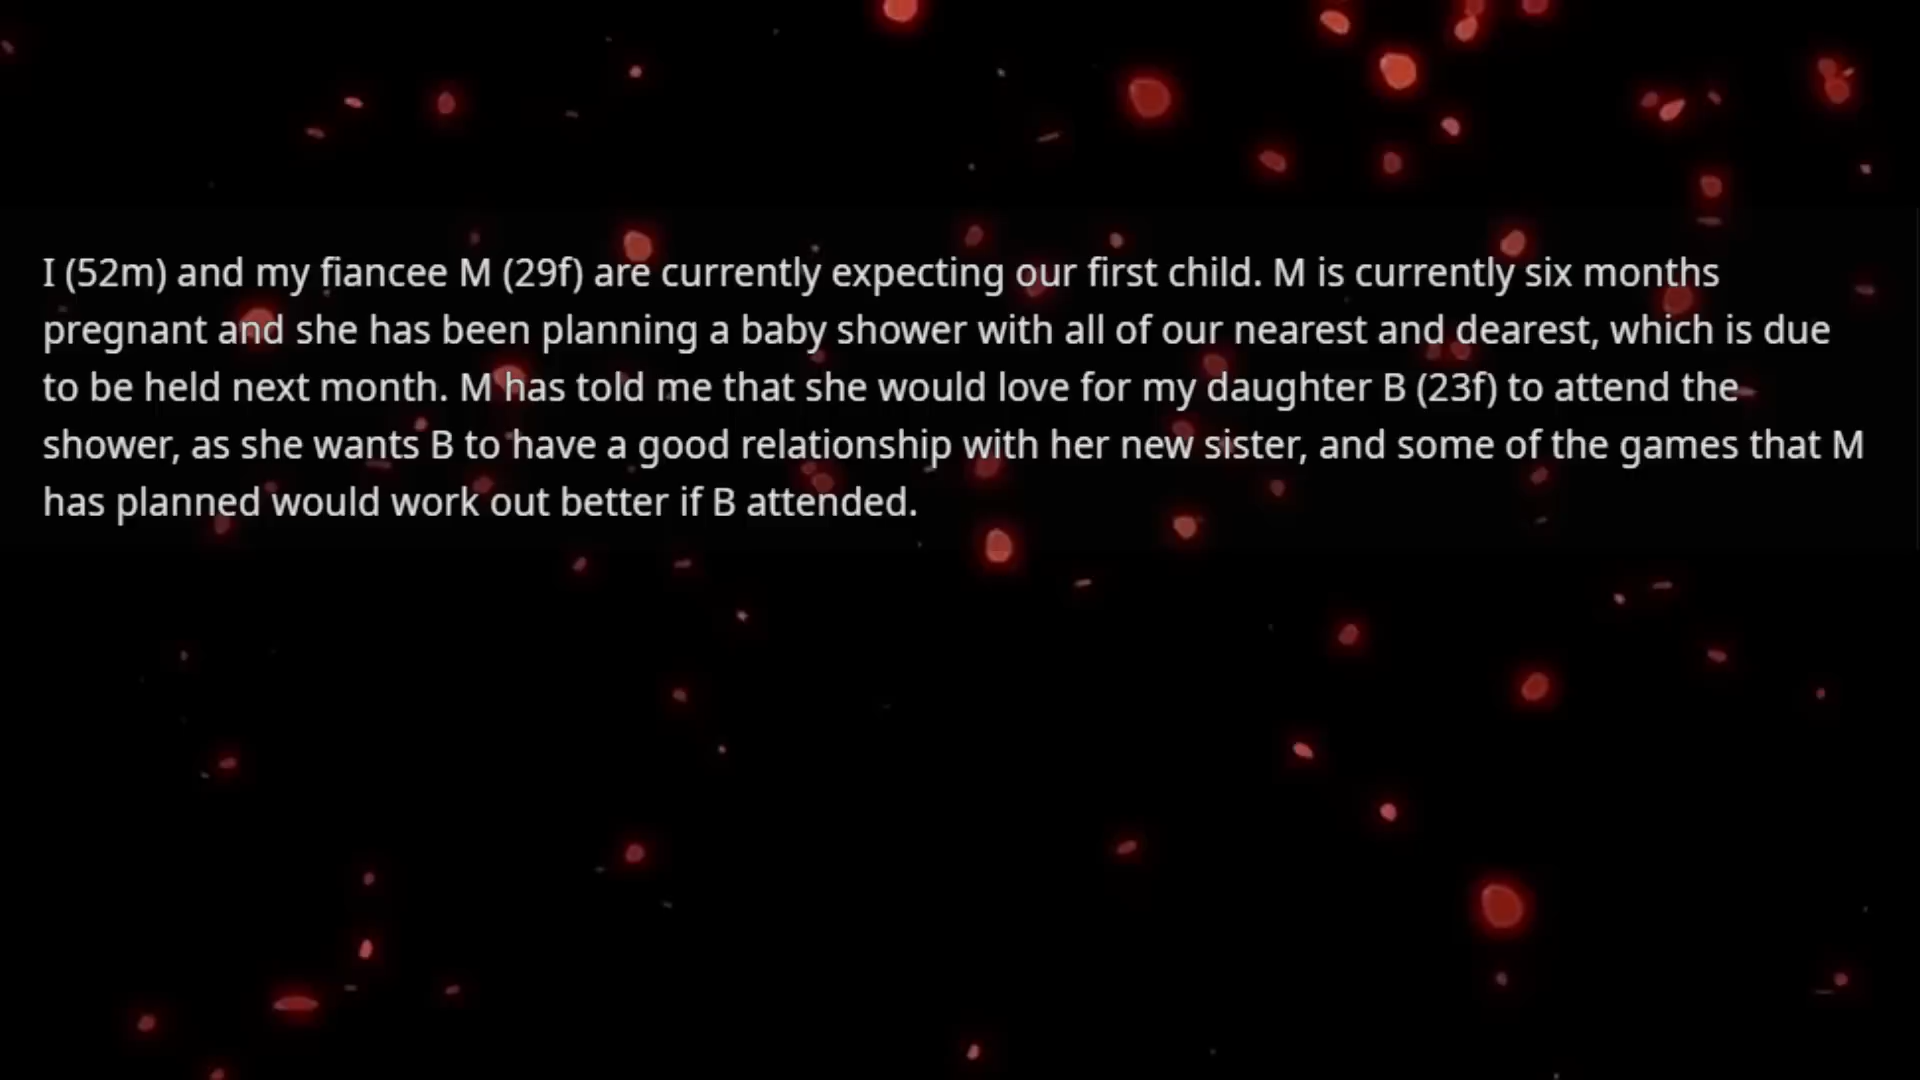 I (52m) and my fiancee M (29f) are currently expecting our first child. M is currently six months
pregnant and she has been planning a baby shower with all of our nearest and dearest, which is due
to be held next month. M has told me that she would love for my daughter B (23f) to attend the
shower, as she wants B to have a good relationship with her new sister, and some of the games that M
has planned would work out better if B attended.